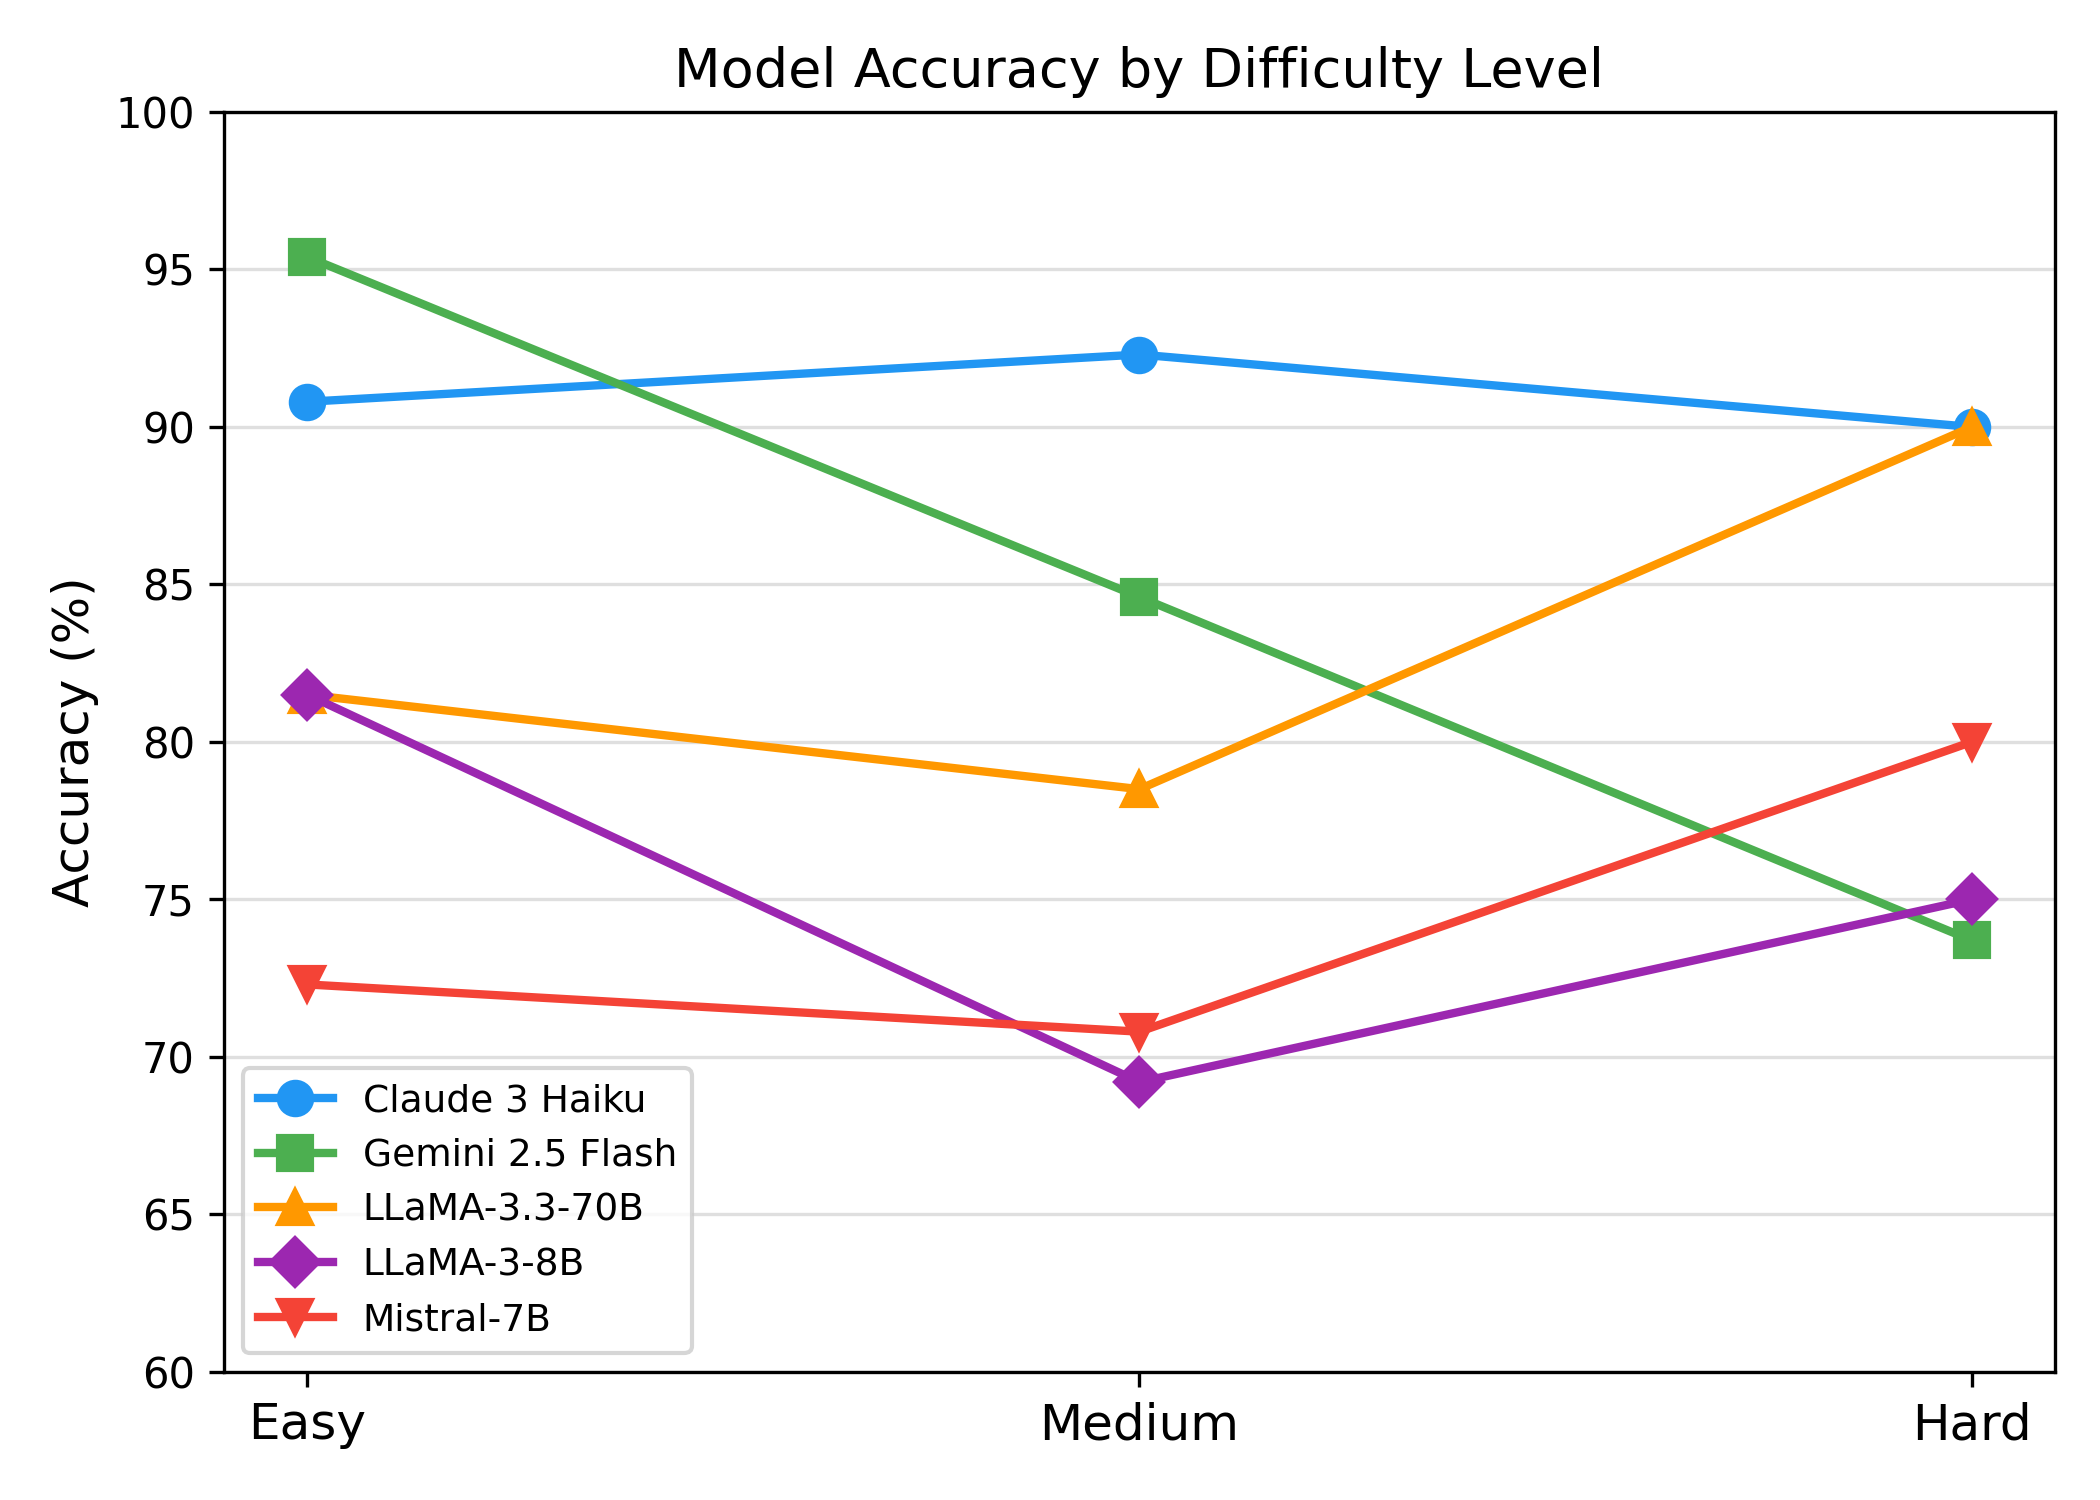 Model Accuracy by Difficulty Level
Accuracy (%)
100
95
90
85
80
75
70
65
60
Claude 3 Haiku
Gemini 2.5 Flash
LLaMA-3.3-70B
LLaMA-3-8B
Mistral-7B
Easy Medium Hard